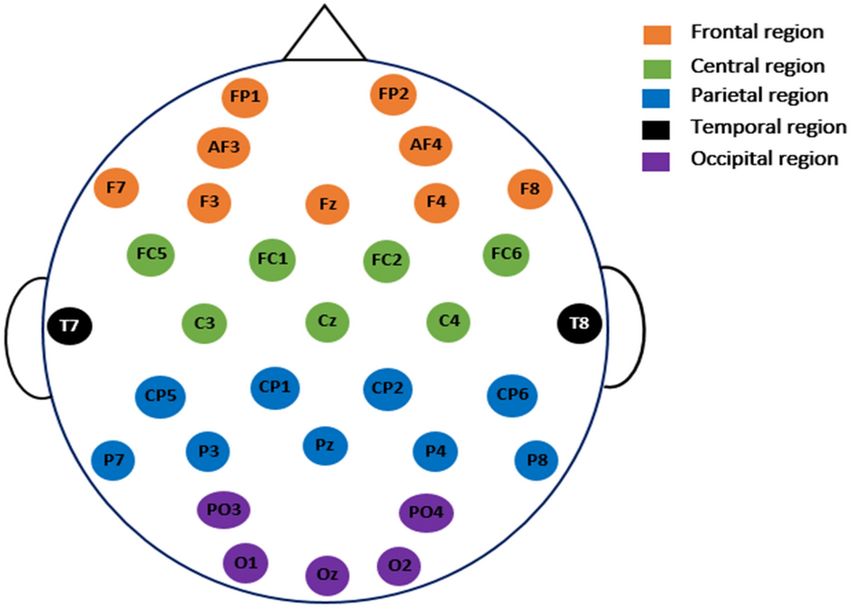 Frontal region
Central region
Parietal region
Temporal region
Occipital region
FP1 FP2
AF3 AF4
F7 F3 Fz F4 F8
FC5 FC1 FC2 FC6
T7 C3 Cz C4 T8
CP5 CP1 CP2 CP6
P7 P3 Pz P4 P8
PO3 PO4
O1 Oz O2